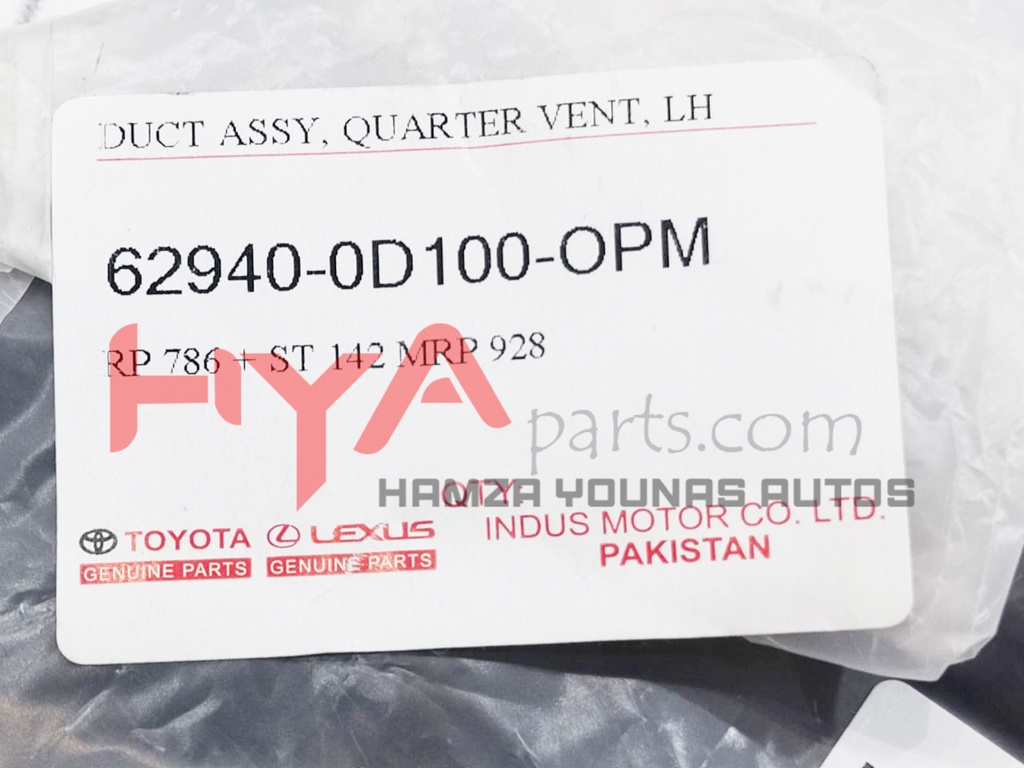 DUCT ASSY, QUARTER VENT, LH
62940-0D100-OPM
RP 786 + ST 142 MRP 928
HYA parts.com
QTY.
HAMZA YOUNAS AUTOS
TOYOTA LEXUS
GENUINE PARTS GENUINE PARTS
INDUS MOTOR CO. LTD.
PAKISTAN